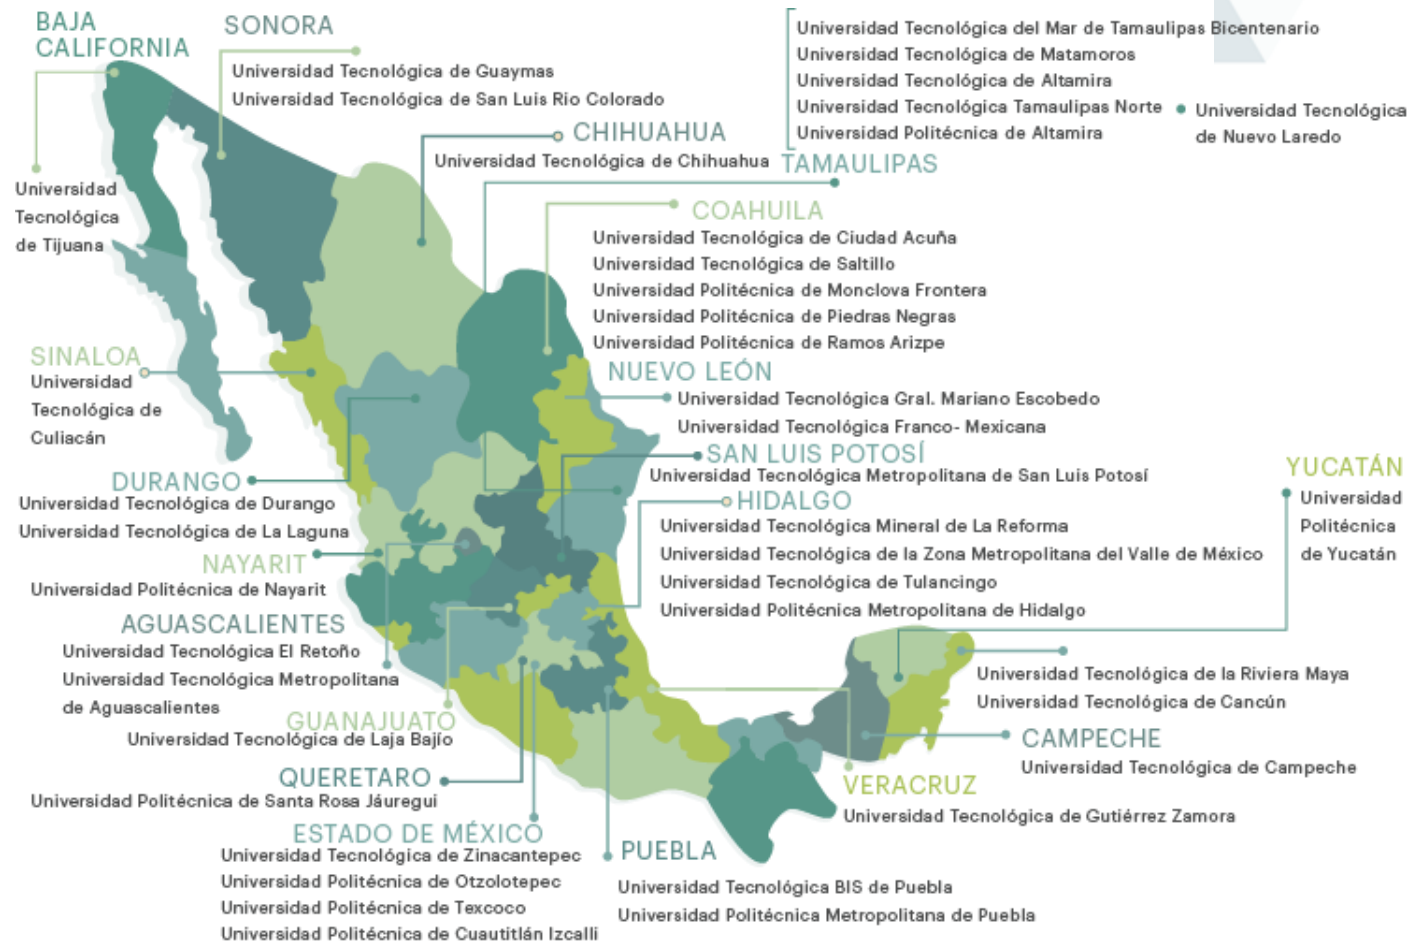 BAJA
CALIFORNIA
Universidad
Tecnológica
de Tijuana
SONORA
Universidad Tecnológica de Guaymas
Universidad Tecnológica de San Luis Rio Colorado
CHIHUAHUA
Universidad Tecnológica de Chihuahua
Universidad Tecnológica del Mar de Tamaulipas Bicentenario
Universidad Tecnológica de Matamoros
Universidad Tecnológica de Altamira
Universidad Tecnológica Tamaulipas Norte
Universidad Politécnica de Altamira
Universidad Tecnológica
de Nuevo Laredo
TAMAULIPAS
COAHUILA
Universidad Tecnológica de Ciudad Acuña
Universidad Tecnológica de Saltillo
Universidad Politécnica de Monclova Frontera
Universidad Politécnica de Piedras Negras
Universidad Politécnica de Ramos Arizpe
NUEVO LEÓN
Universidad Tecnológica Gral. Mariano Escobedo
Universidad Tecnológica Franco- Mexicana
SAN LUIS POTOSÍ
Universidad Tecnológica Metropolitana de San Luis Potosí
HIDALGO
Universidad Tecnológica Mineral de La Reforma
Universidad Tecnológica de la Zona Metropolitana del Valle de México
Universidad Tecnológica de Tulancingo
Universidad Politécnica Metropolitana de Hidalgo
YUCATÁN
Universidad
Politécnica
de Yucatán
SINALOA
Universidad
Tecnológica de
Culiacán
DURANGO
Universidad Tecnológica de Durango
Universidad Tecnológica de La Laguna
NAYARIT
Universidad Politécnica de Nayarit
AGUASCALIENTES
Universidad Tecnológica El Retoño
Universidad Tecnológica Metropolitana
de Aguascalientes
GUANAJUATO
Universidad Tecnológica de Laja Bajío
QUERETARO
Universidad Politécnica de Santa Rosa Jáuregui
ESTADO DE MÉXICO
Universidad Tecnológica de Zinacantepec
Universidad Politécnica de Otzolotepec
Universidad Politécnica de Texcoco
Universidad Politécnica de Cuautitlán Izcalli
PUEBLA
Universidad Tecnológica BIS de Puebla
Universidad Politécnica Metropolitana de Puebla
Universidad Tecnológica de la Riviera Maya
Universidad Tecnológica de Cancún
CAMPECHE
Universidad Tecnológica de Campeche
VERACRUZ
Universidad Tecnológica de Gutiérrez Zamora